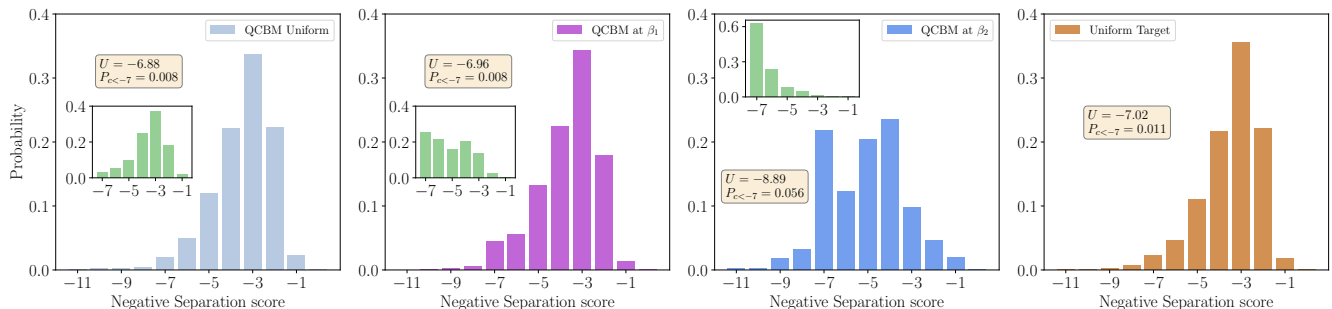 0.4
0.3
0.2
0.1
0.0
Probability
QCBM Uniform
U = −6.88
P_{c<−7} = 0.008
0.4
0.2
0.0
−7 −5 −3 −1
−11 −9 −7 −5 −3 −1
Negative Separation score
0.4
0.3
0.2
0.1
0.0
QCBM at β₁
U = −6.96
P_{c<−7} = 0.008
0.4
0.2
0.0
−7 −5 −3 −1
−11 −9 −7 −5 −3 −1
Negative Separation score
0.4
0.3
0.2
0.1
0.0
QCBM at β₂
0.6
0.3
0.0
−7 −5 −3 −1
U = −8.89
P_{c<−7} = 0.056
−11 −9 −7 −5 −3 −1
Negative Separation score
0.4
0.3
0.2
0.1
0.0
Uniform Target
U = −7.02
P_{c<−7} = 0.011
−11 −9 −7 −5 −3 −1
Negative Separation score